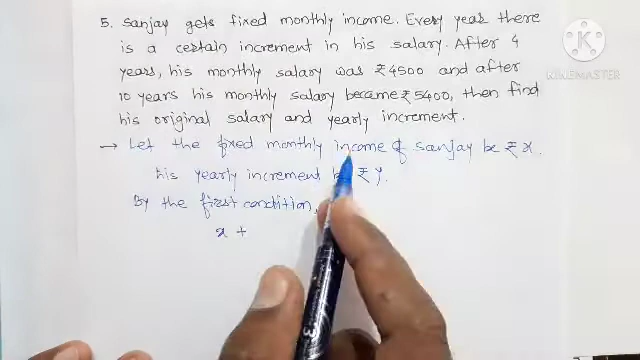 5. Sanjay gets fixed monthly income. Every year there
is a certain increment in his salary. After 4
years, his monthly salary was ₹4500 and after
10 years his monthly salary became ₹5400, then find
his original salary and yearly increment.
→ Let the fixed monthly income of Sanjay be ₹ x.
his yearly increment be ₹ y.
By the first condition,
x +
K
KINEMASTER